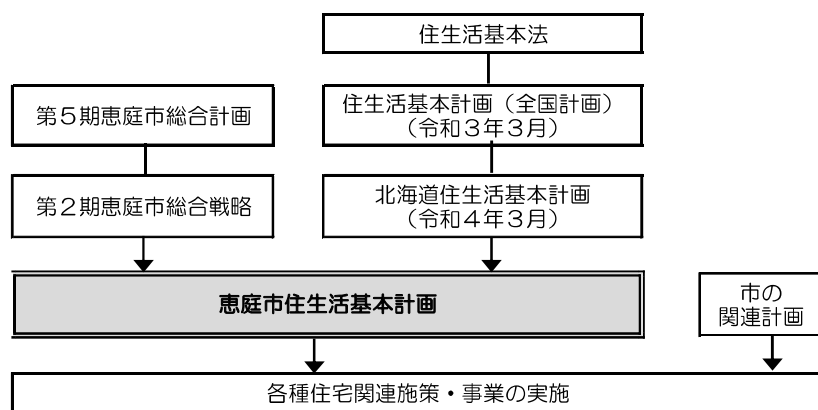 住生活基本法
第5期恵庭市総合計画
住生活基本計画（全国計画）
（令和3年3月）
第2期恵庭市総合戦略
北海道住生活基本計画
（令和4年3月）
恵庭市住生活基本計画
市の
関連計画
各種住宅関連施策・事業の実施